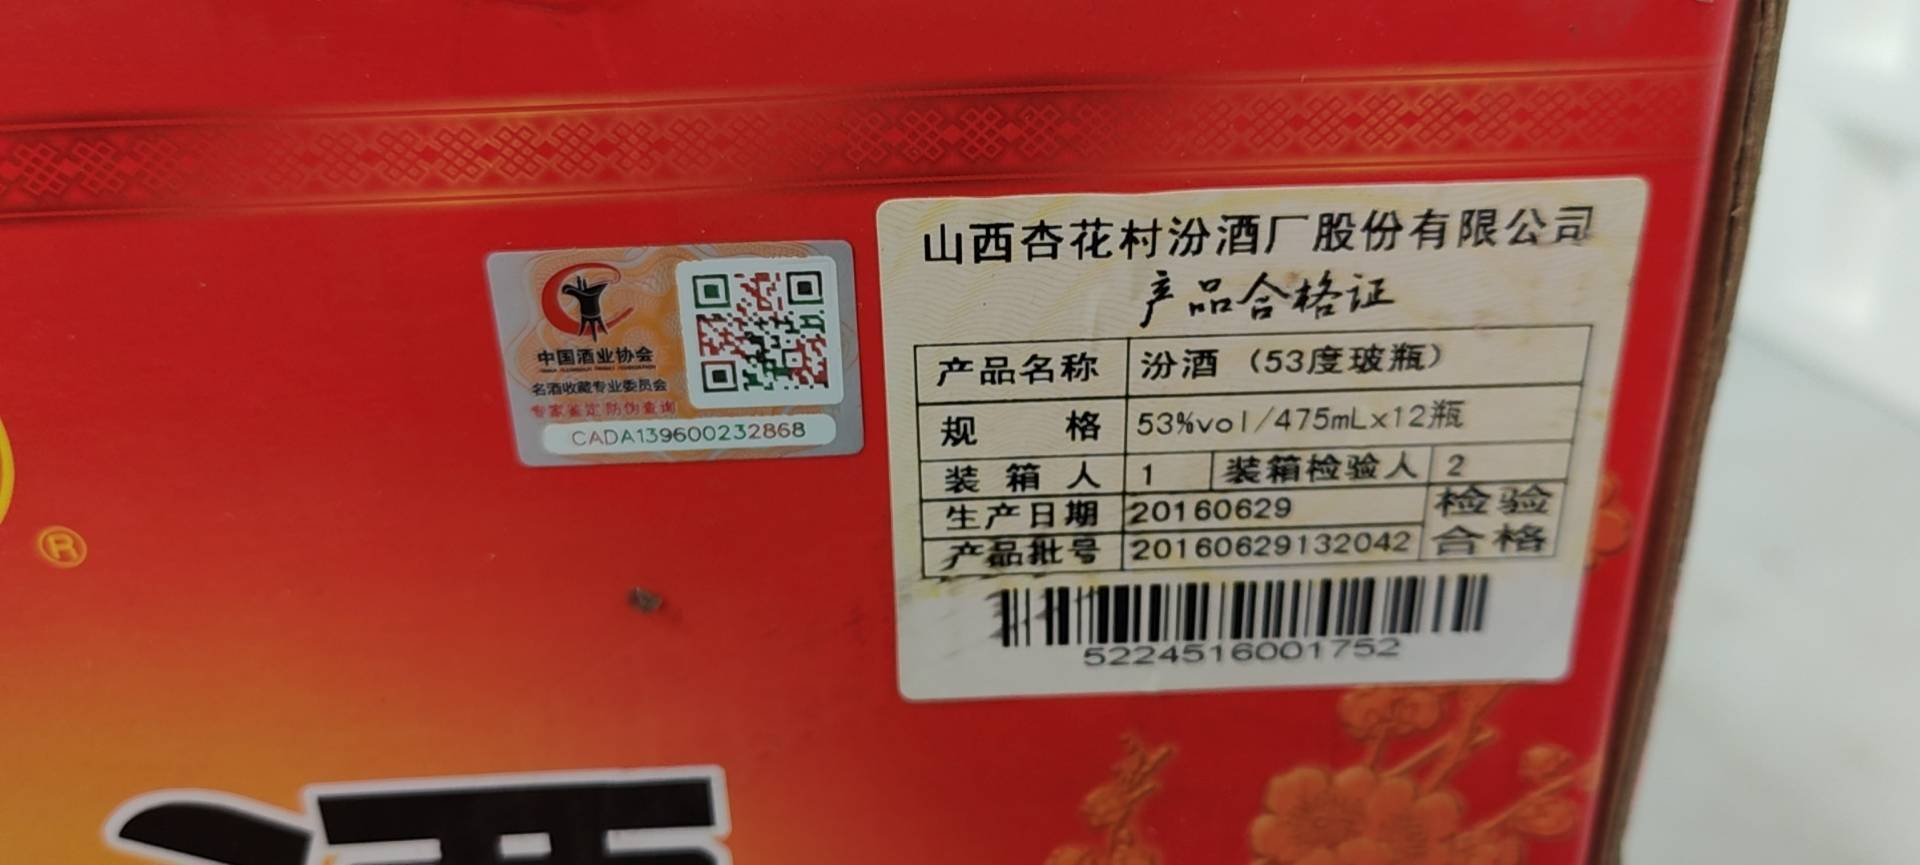 ®
中国酒业协会
名酒收藏专业委员会
专家鉴定 防伪查询
CADA139600232868
山西杏花村汾酒厂股份有限公司
产品合格证
产品名称 汾酒（53度玻瓶）
规 格 53%vol/475mLx12瓶
装箱人 1 装箱检验人 2
生产日期 20160629 检验
产品批号 20160629132042 合格
5224516001752